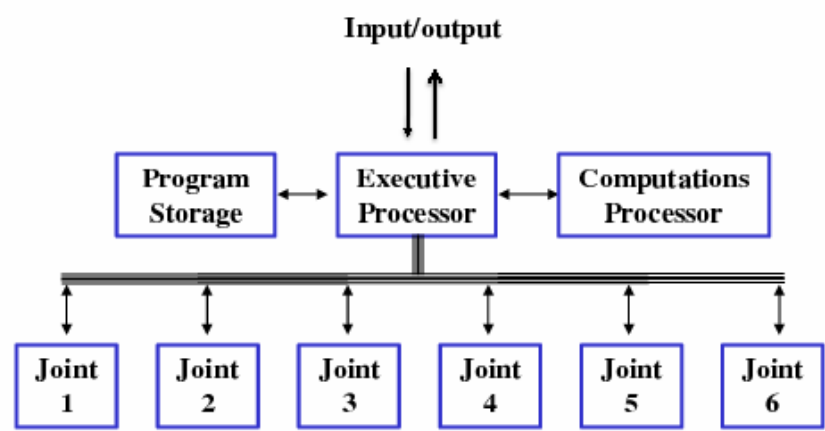 Input/output
Program
Storage
Executive
Processor
Computations
Processor
Joint
1
Joint
2
Joint
3
Joint
4
Joint
5
Joint
6